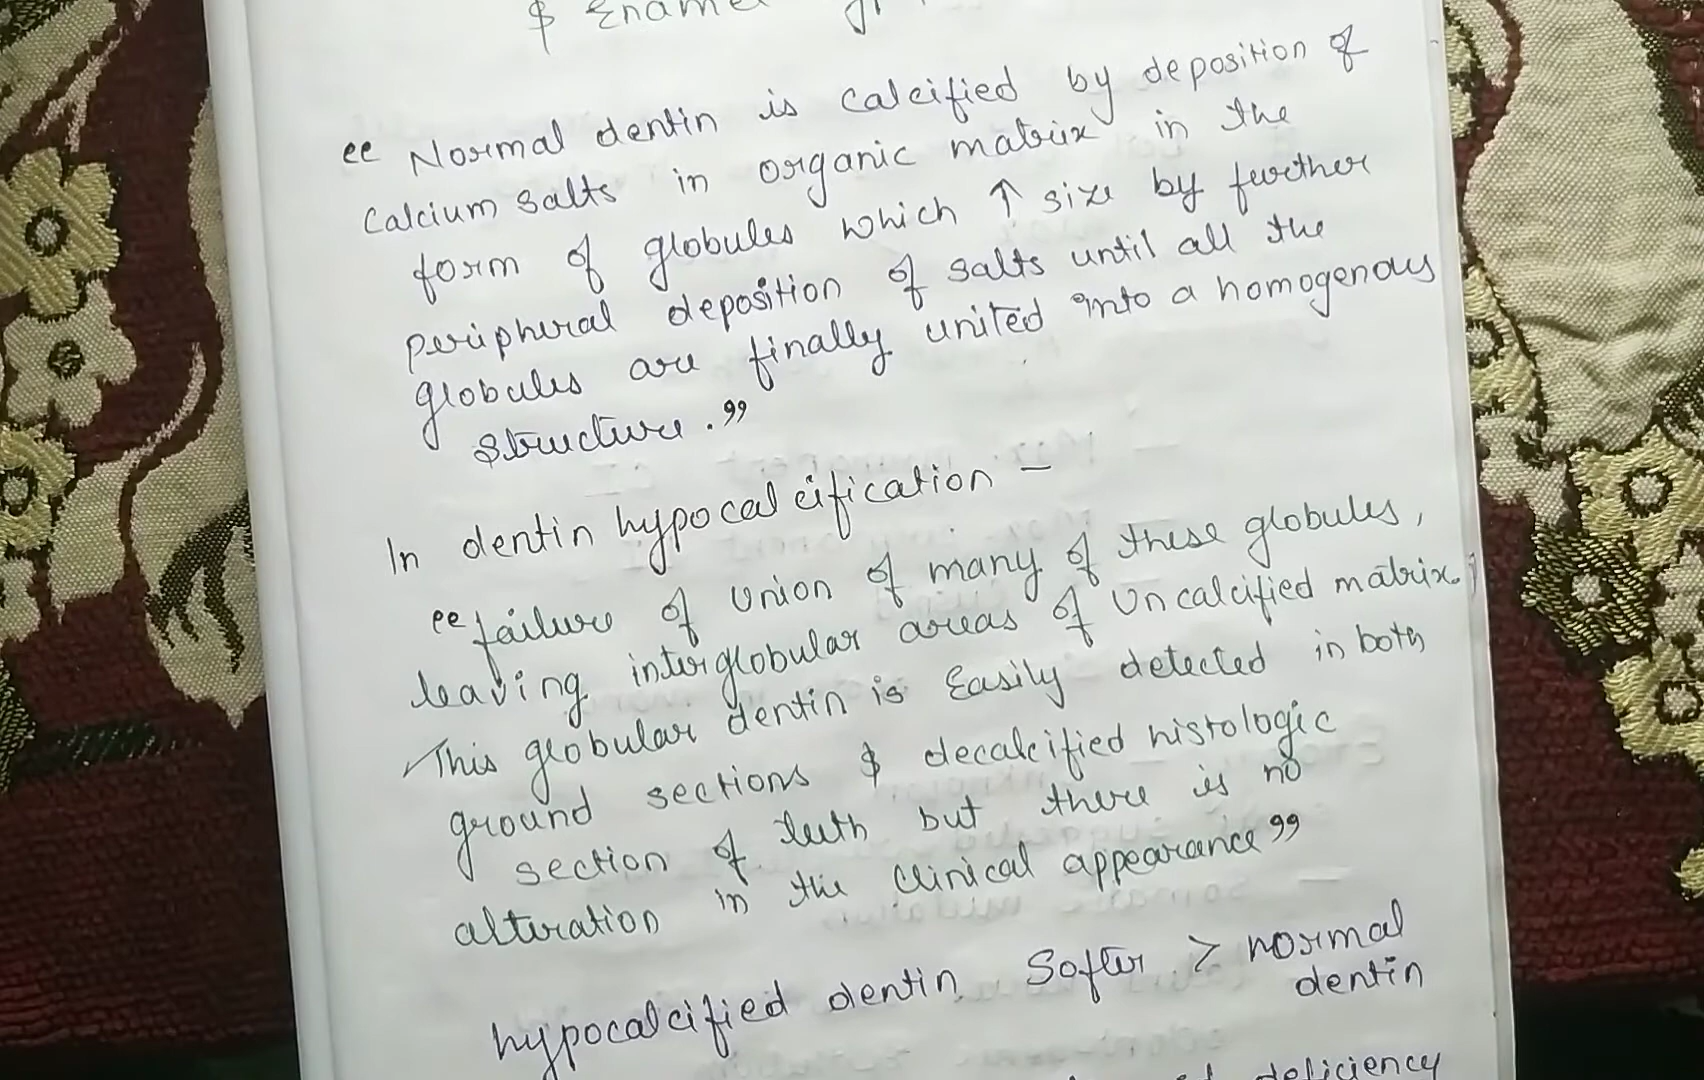 $ Ename
“ Normal dentin is calcified by deposition of
calcium salts in organic matrix in the
form of globules which ↑ size by further
peripheral deposition of salts until all the
globules are finally united into a homogenous
structure.”
In dentin hypocalcification –
“failure of union of many of these globules,
leaving interglobular areas of Uncalcified matrix.
This globular dentin is Easily detected in both
ground sections $ decalcified histologic
section of teeth but there is no
alteration in the clinical appearance”
hypocalcified dentin Softer > normal
dentin
deficiency